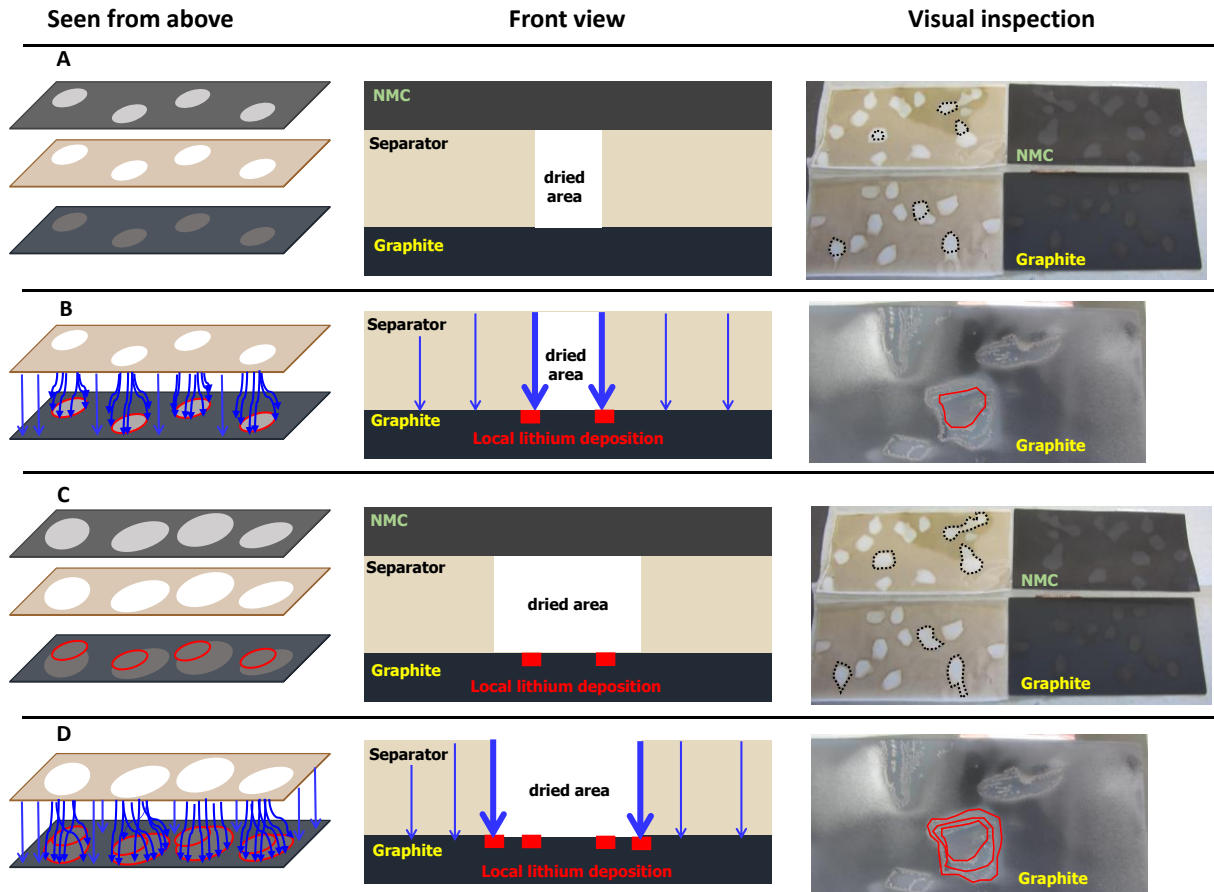 Seen from above
Front view
Visual inspection
A
NMC
Separator
dried
area
Graphite
NMC
Graphite
B
Separator
dried
area
Graphite
Local lithium deposition
Graphite
C
NMC
Separator
dried area
Graphite
Local lithium deposition
NMC
Graphite
D
Separator
dried area
Graphite
Local lithium deposition
Graphite